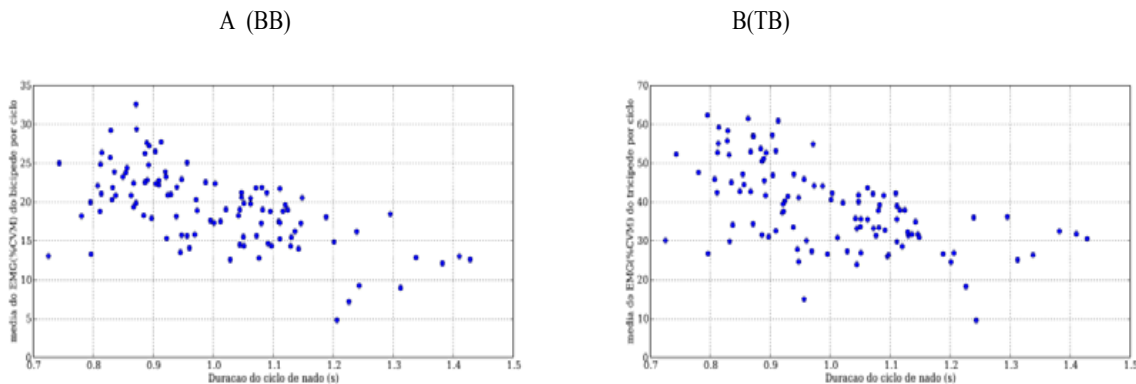 A (BB)
B(TB)
media do EMG(%CVM) do bicipede por ciclo
35
30
25
20
15
10
5
0
0.7 0.8 0.9 1.0 1.1 1.2 1.3 1.4 1.5
Duracao do ciclo de nado (s)
media do EMG(%CVM) do tricipede por ciclo
70
60
50
40
30
20
10
0
0.7 0.8 0.9 1.0 1.1 1.2 1.3 1.4 1.5
Duracao do ciclo de nado (s)